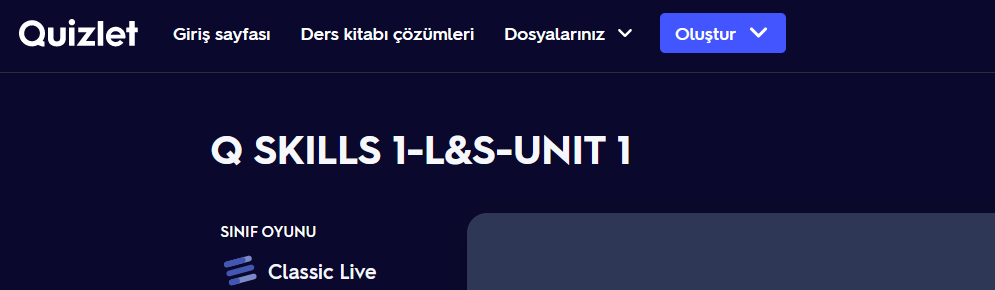 Quizlet Giriş sayfası Ders kitabı çözümleri Dosyalarınız Oluştur
Q SKILLS 1-L&S-UNIT 1
SINIF OYUNU
Classic Live